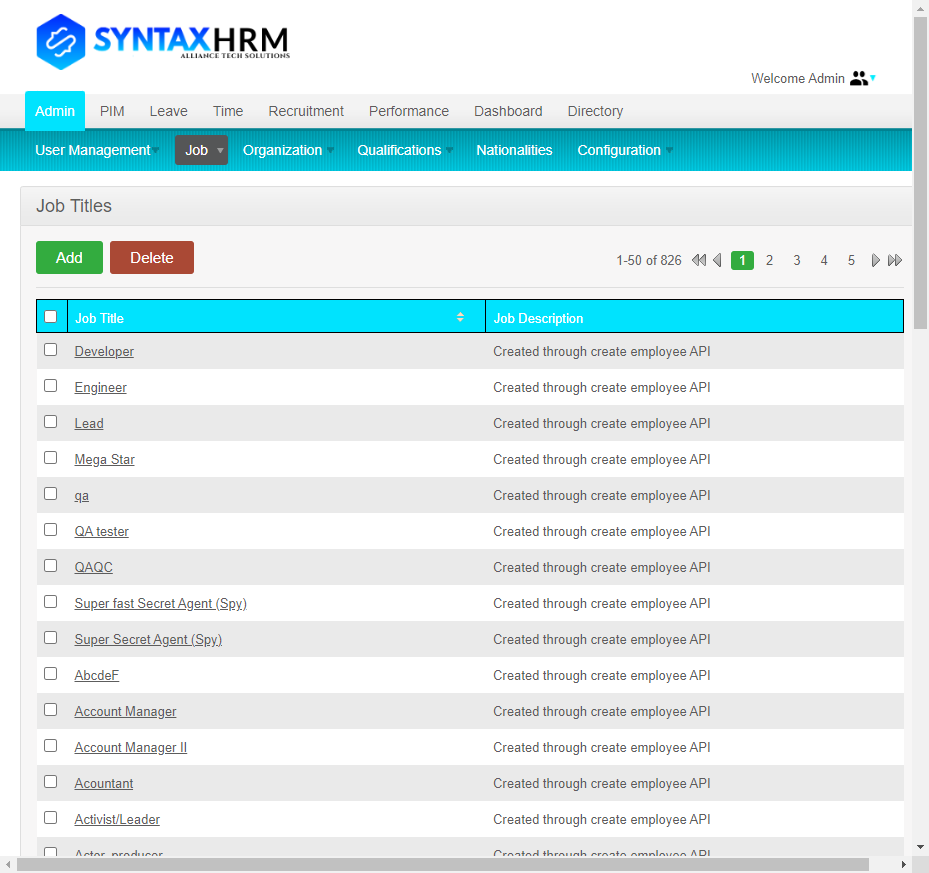 SYNTAXHRM
ALLIANCE TECH SOLUTIONS
Welcome Admin
Admin PIM Leave Time Recruitment Performance Dashboard Directory
User Management Job Organization Qualifications Nationalities Configuration
Job Titles
Add Delete 1-50 of 826 1 2 3 4 5
Job Title Job Description
Developer Created through create employee API
Engineer Created through create employee API
Lead Created through create employee API
Mega Star Created through create employee API
qa Created through create employee API
QA tester Created through create employee API
QAQC Created through create employee API
Super fast Secret Agent (Spy) Created through create employee API
Super Secret Agent (Spy) Created through create employee API
AbcdeF Created through create employee API
Account Manager Created through create employee API
Account Manager II Created through create employee API
Acountant Created through create employee API
Activist/Leader Created through create employee API
Actor, producer Created through create employee API